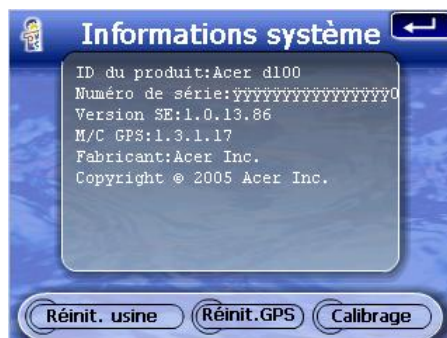 Informations système
ID du produit:Acer d100
Numéro de série:ÿÿÿÿÿÿÿÿÿÿÿÿÿÿÿÿ0
Version SE:1.0.13.86
M/C GPS:1.3.1.17
Fabricant:Acer Inc.
Copyright © 2005 Acer Inc.
Réinit. usine
Réinit.GPS
Calibrage